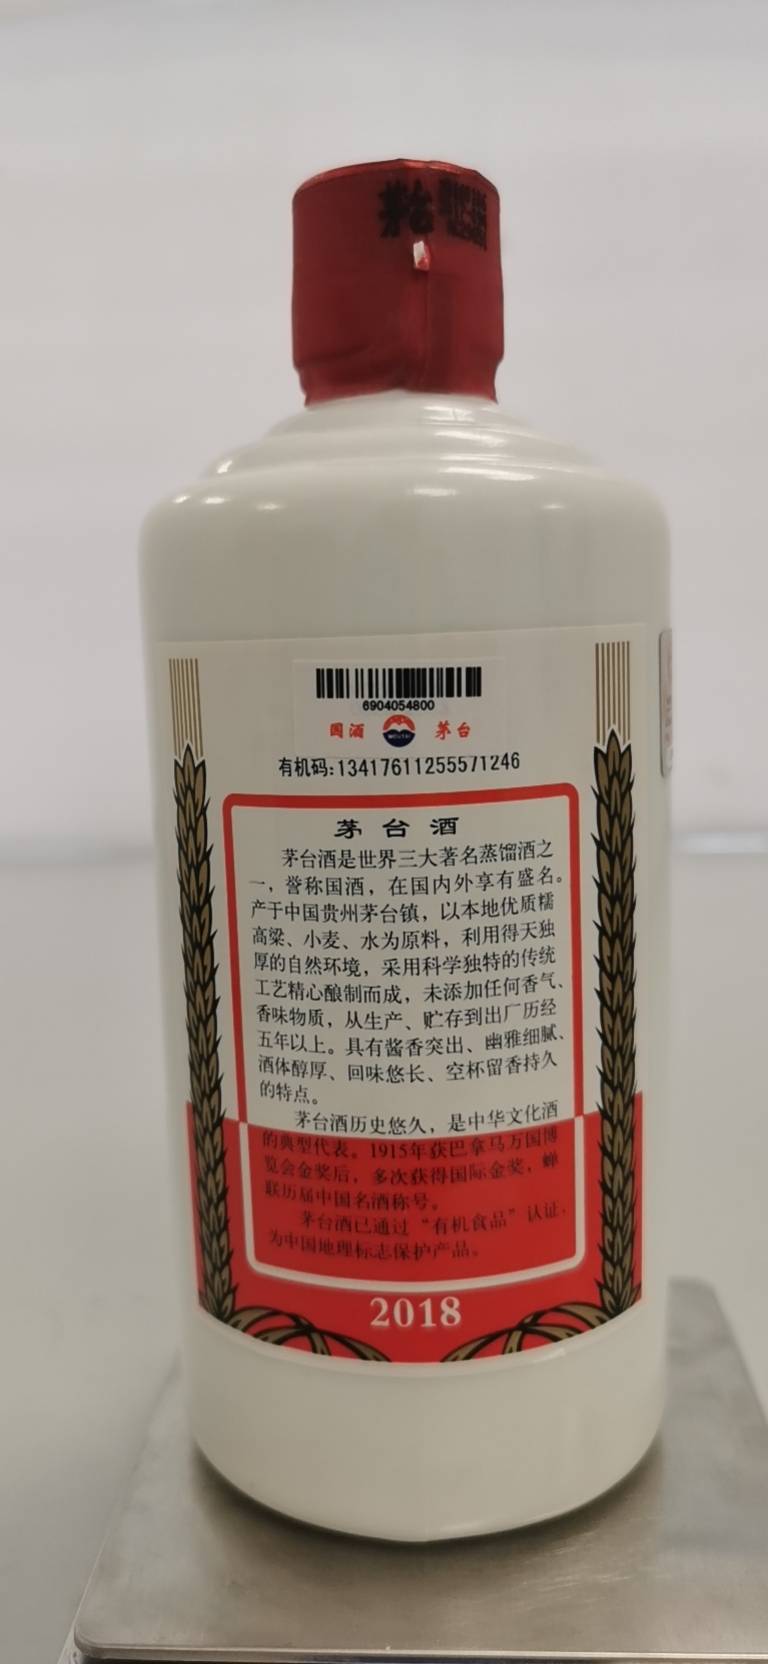 茅台
6904054800
国酒 MOUTAI 茅台
有机码:13417611255571246
茅台酒
茅台酒是世界三大著名蒸馏酒之
一，誉称国酒，在国内外享有盛名。
产于中国贵州茅台镇，以本地优质糯
高粱、小麦、水为原料，利用得天独
厚的自然环境，采用科学独特的传统
工艺精心酿制而成，未添加任何香气、
香味物质，从生产、贮存到出厂历经
五年以上。具有酱香突出、幽雅细腻、
酒体醇厚、回味悠长、空杯留香持久
的特点。
茅台酒历史悠久，是中华文化酒
的典型代表。1915年获巴拿马万国博
览会金奖后，多次获得国际金奖，蝉
联历届中国名酒称号。
茅台酒已通过“有机食品”认证，
为中国地理标志保护产品。
2018